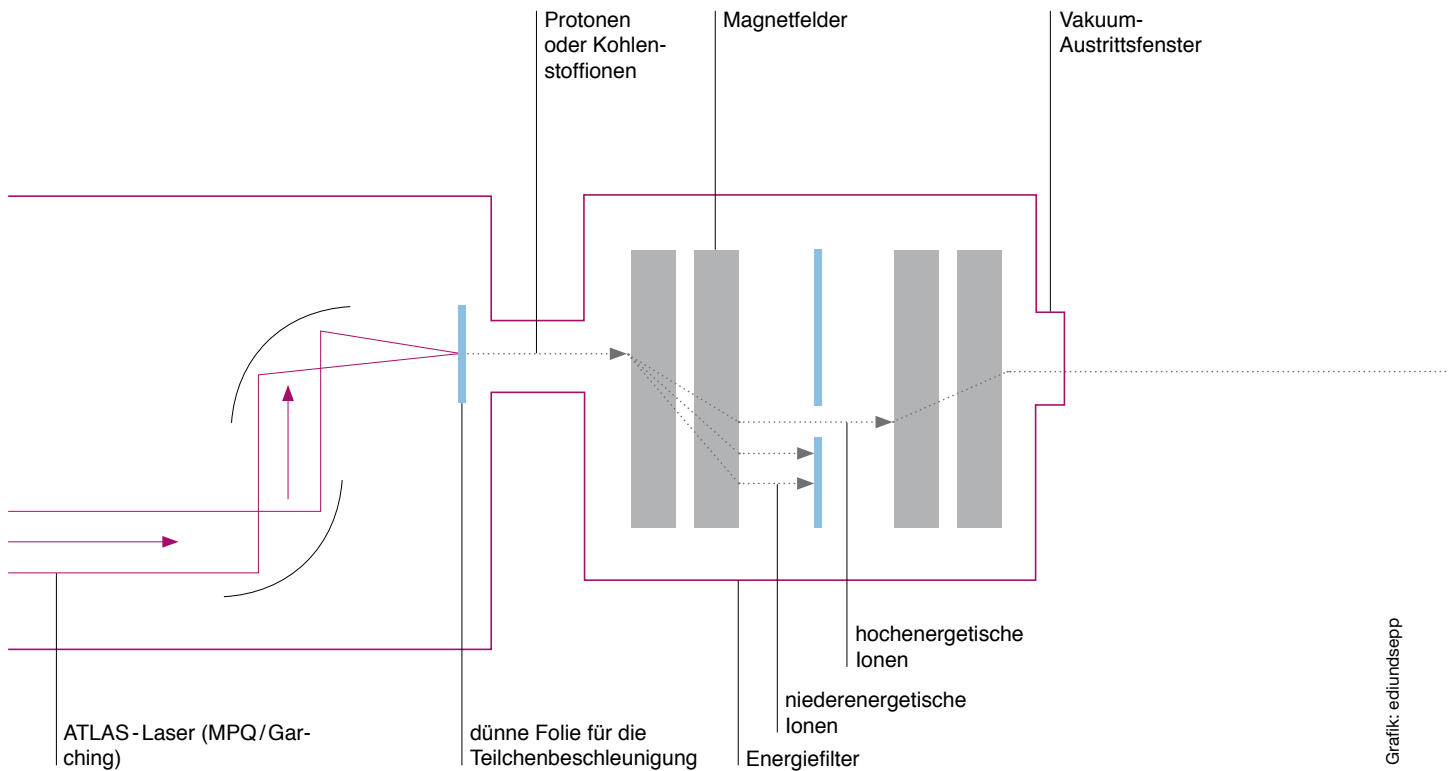 Protonen
oder Kohlen-
stoffionen
Magnetfelder
Vakuum-
Austrittsfenster
hochenergetische
Ionen
niederenergetische
Ionen
ATLAS-Laser (MPQ/Gar-
ching)
dünne Folie für die
Teilchenbeschleunigung
Energiefilter
Grafik: ediundsepp